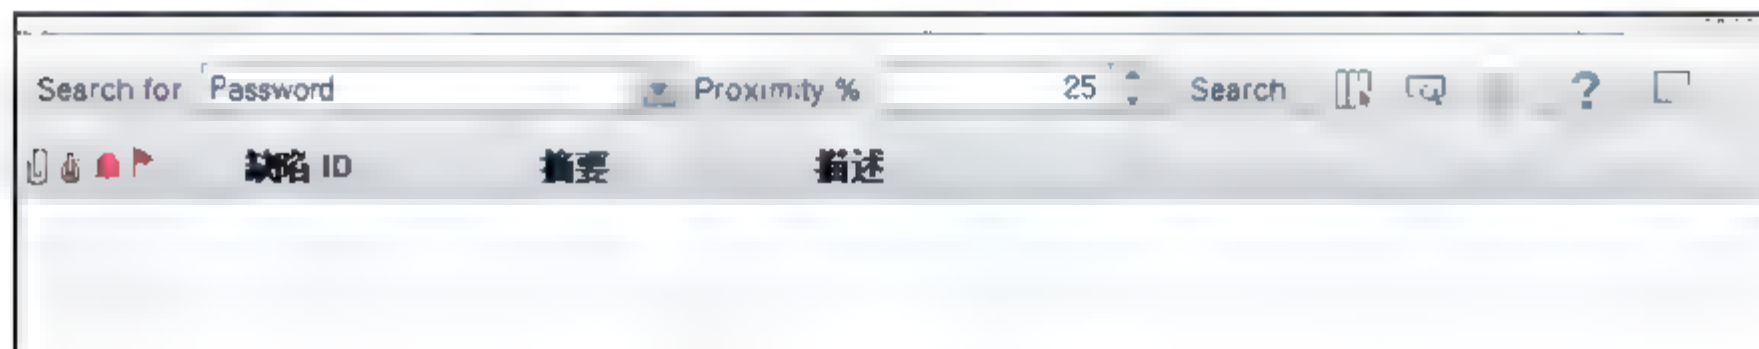 Search for Password Proximity % 25 Search ?
缺陷 ID 摘要 描述